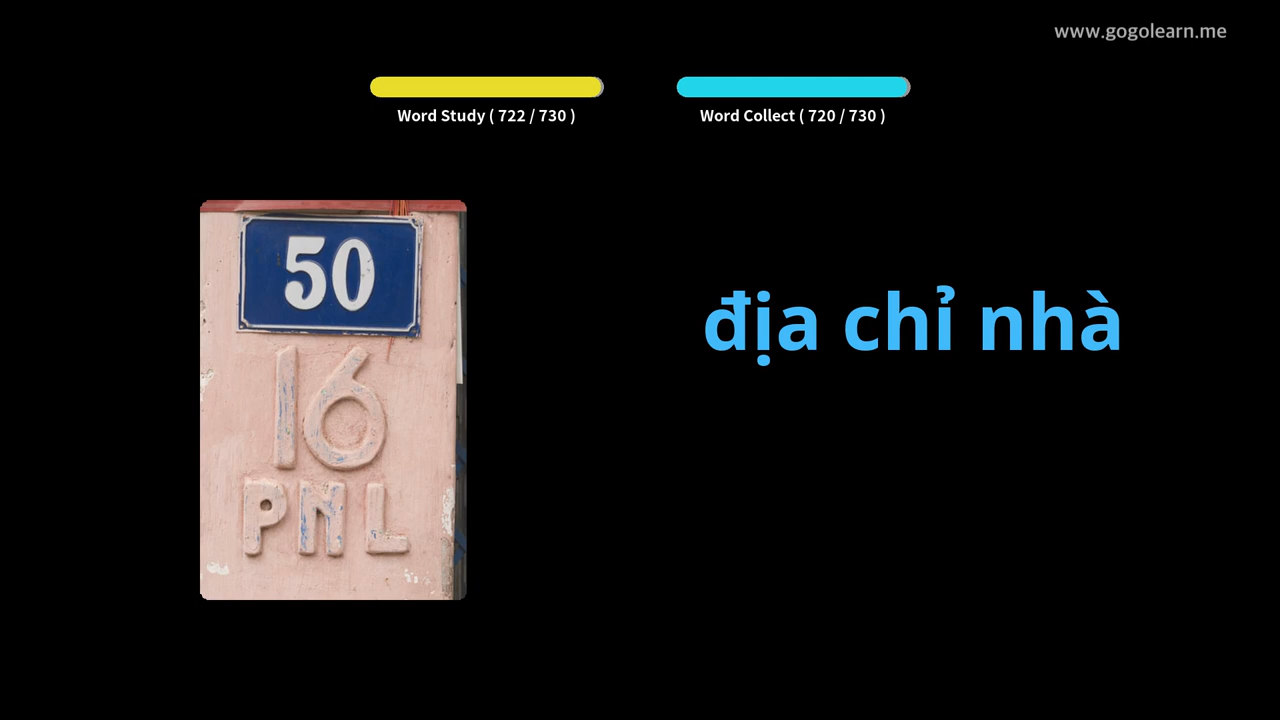 www.gogolearn.me
Word Study ( 722 / 730 )
Word Collect ( 720 / 730 )
50
16
PNL
địa chỉ nhà